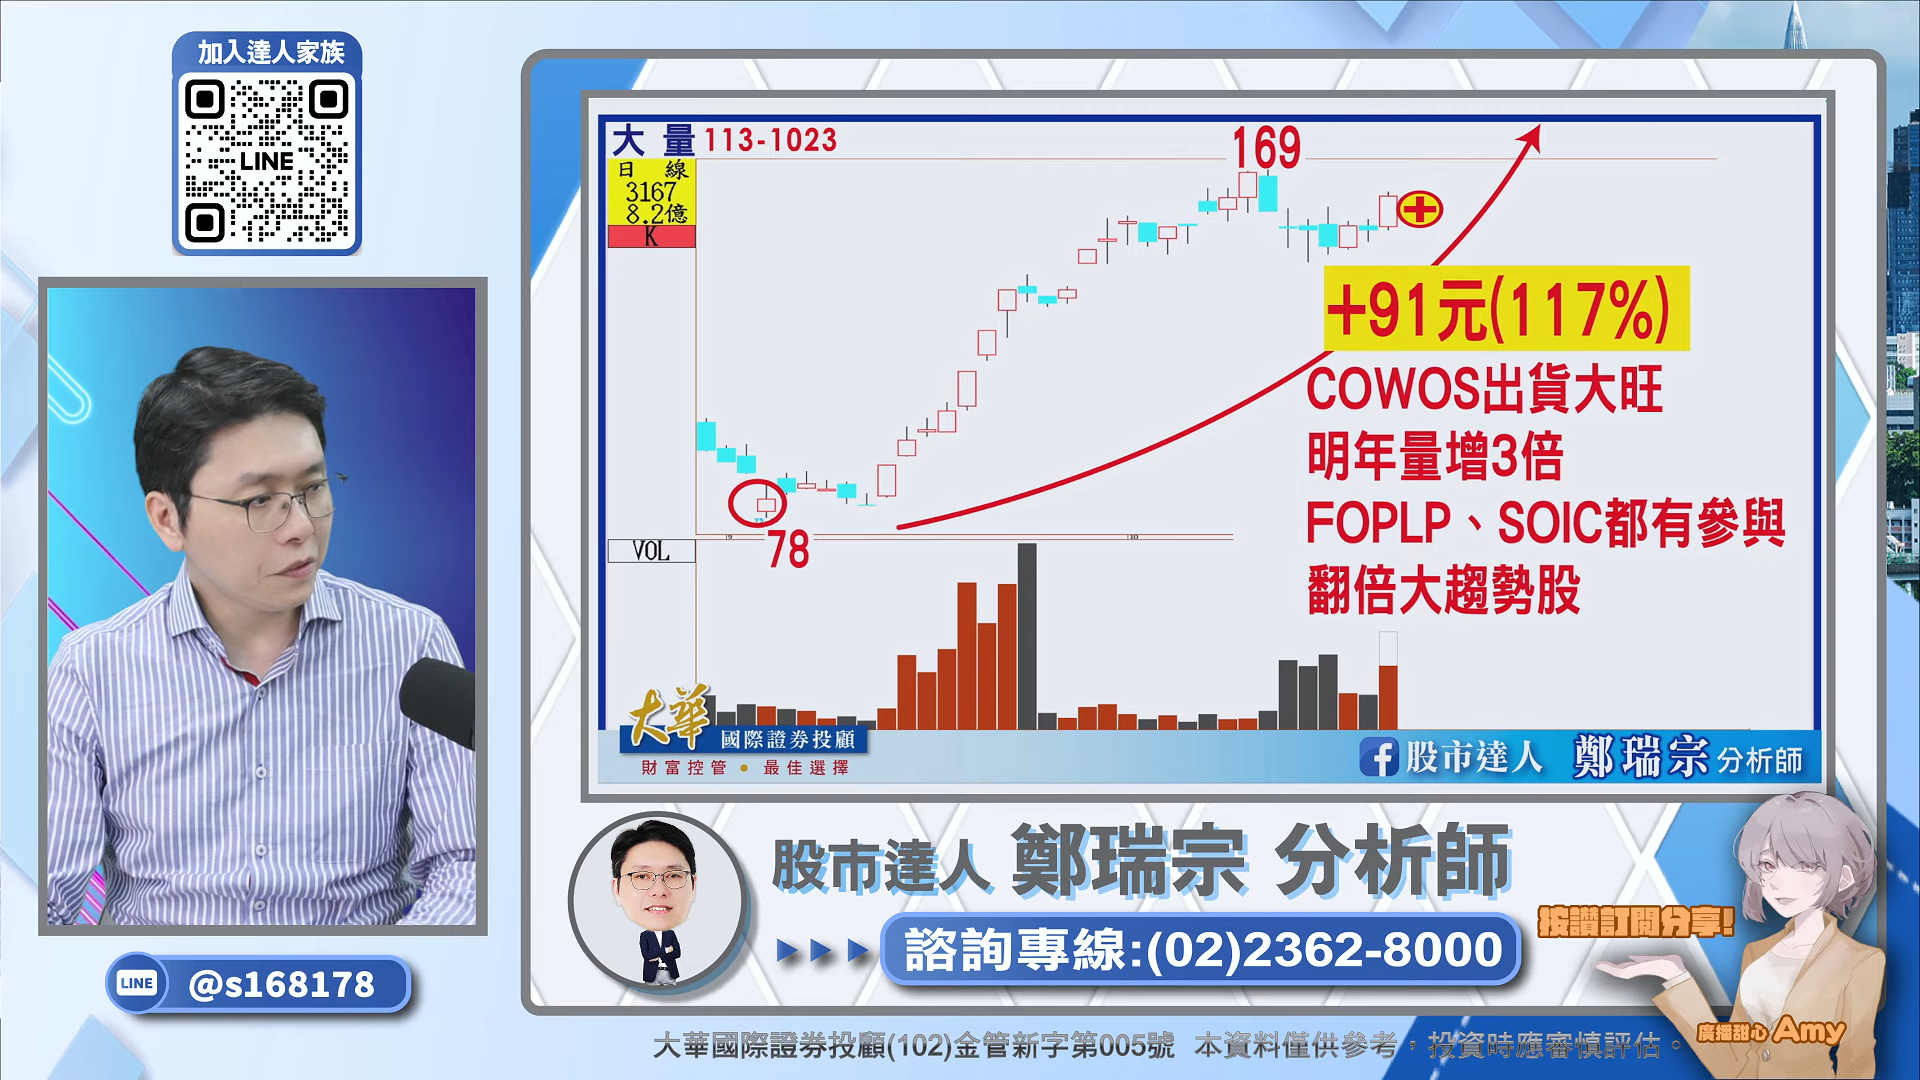 加入達人家族
LINE
LINE @s168178
大量 113-1023
日線
3167
8.2億
K
169
+91元(117%)
COWOS出貨大旺
明年量增3倍
FOPLP、SOIC都有參與
翻倍大趨勢股
75
78
9
10
VOL
大華國際證券投顧
財富控管•最佳選擇
股市達人 鄭瑞宗分析師
股市達人 鄭瑞宗 分析師
諮詢專線:(02)2362-8000
按讚訂閱分享!
廣播甜心 Amy
大華國際證券投顧(102)金管新字第005號 本資料僅供參考，投資時應審慎評估。